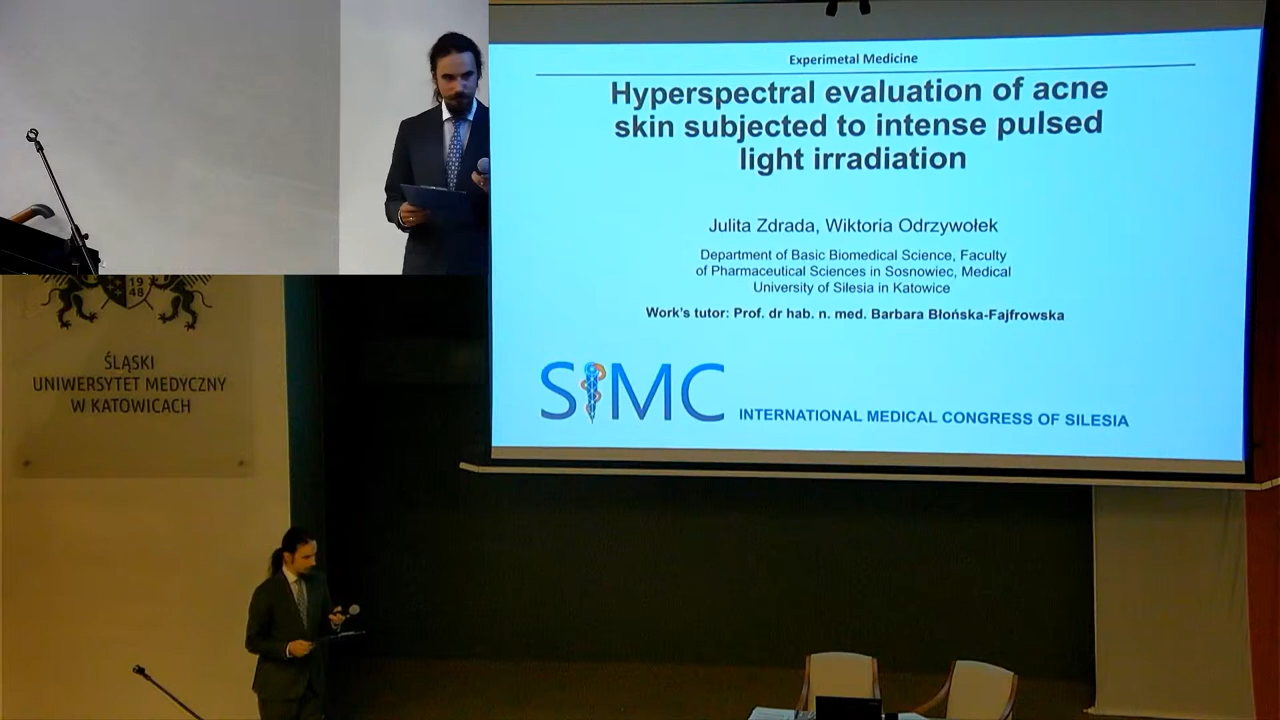 Experimetal Medicine
Hyperspectral evaluation of acne
skin subjected to intense pulsed
light irradiation
Julita Zdrada, Wiktoria Odrzywołek
Department of Basic Biomedical Science, Faculty
of Pharmaceutical Sciences in Sosnowiec, Medical
University of Silesia in Katowice
Work's tutor: Prof. dr hab. n. med. Barbara Błońska-Fajfrowska
SIMC INTERNATIONAL MEDICAL CONGRESS OF SILESIA
19
48
ŚLĄSKI
UNIWERSYTET MEDYCZNY
W KATOWICACH